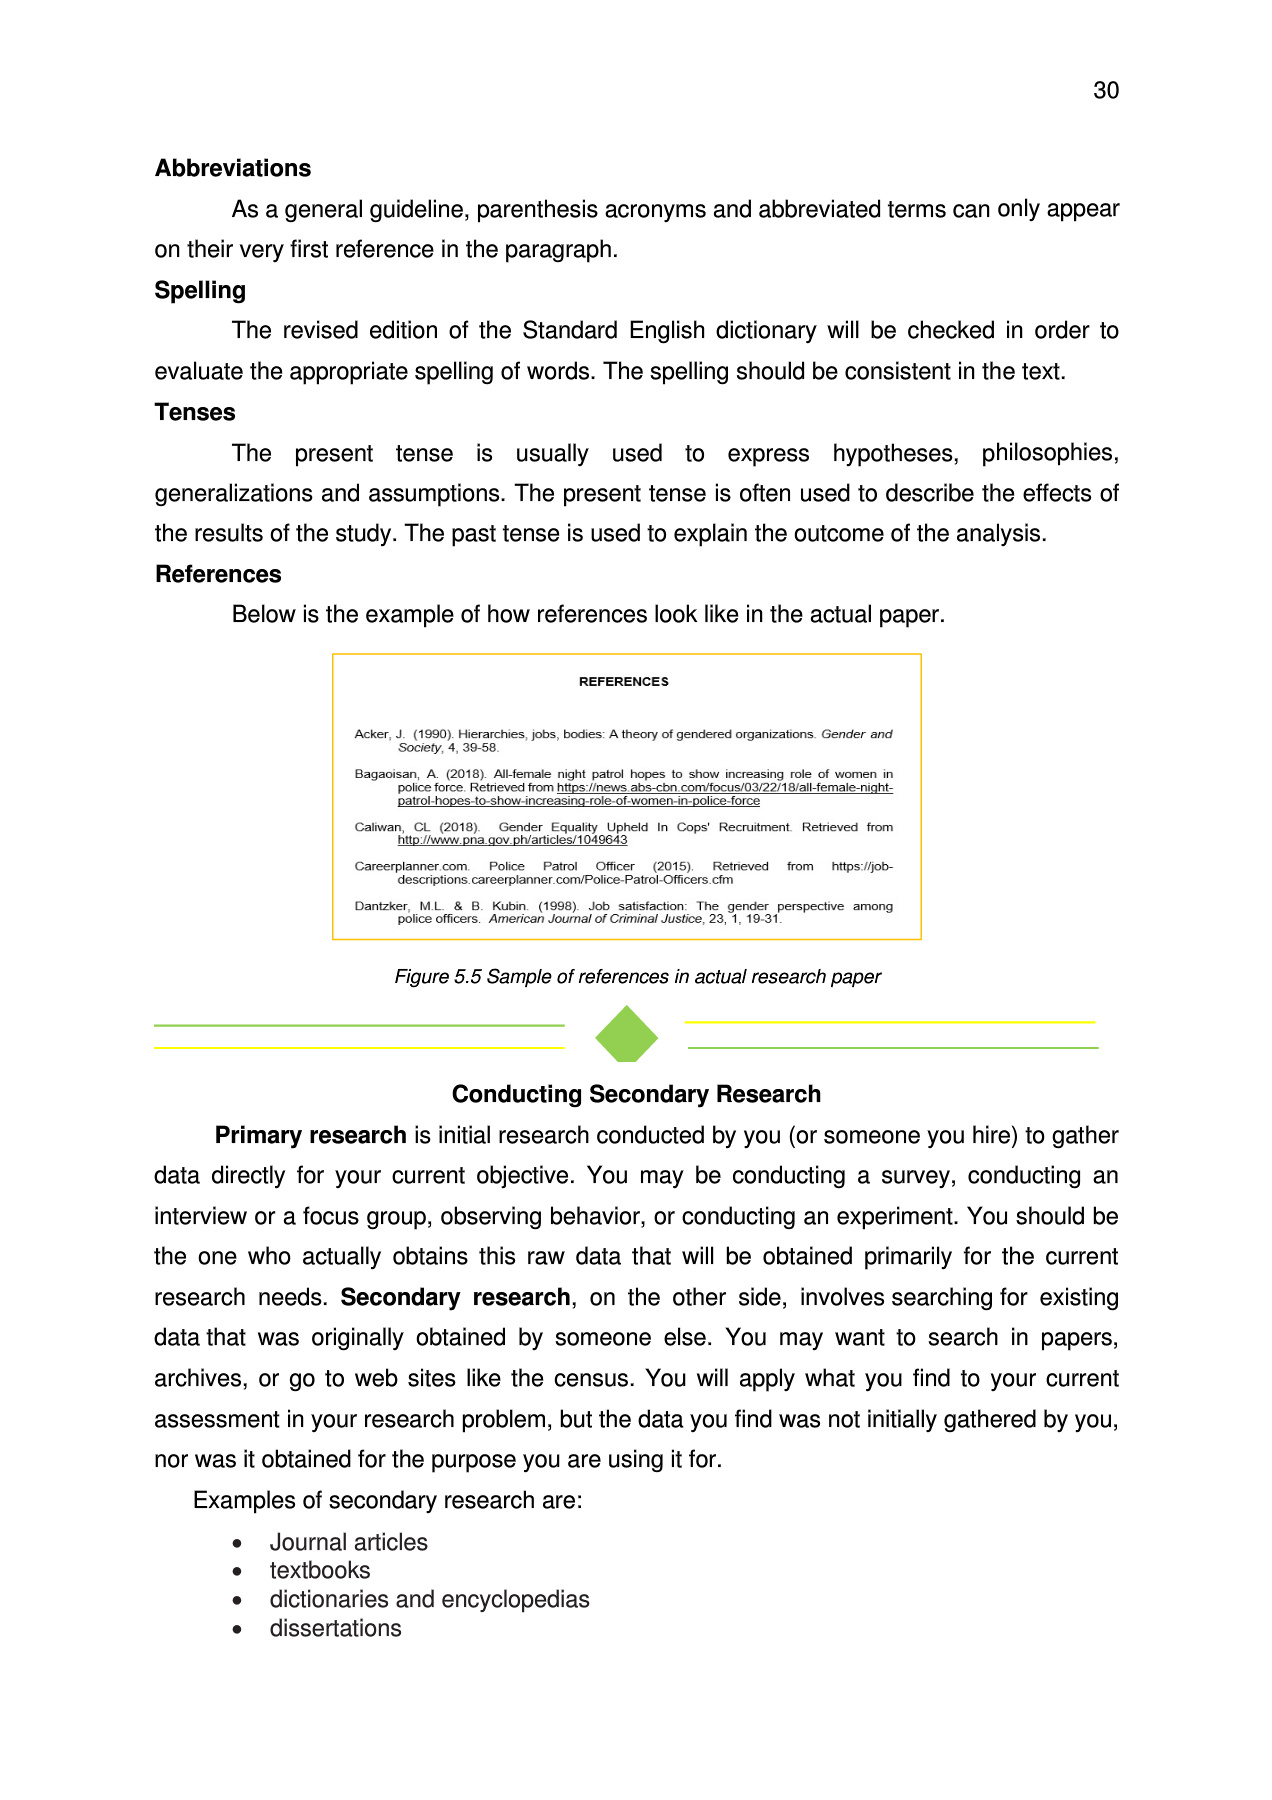 30
Abbreviations
As a general guideline, parenthesis acronyms and abbreviated terms can only appear
on their very first reference in the paragraph.
Spelling
The revised edition of the Standard English dictionary will be checked in order to
evaluate the appropriate spelling of words. The spelling should be consistent in the text.
Tenses
The present tense is usually used to express hypotheses, philosophies,
generalizations and assumptions. The present tense is often used to describe the effects of
the results of the study. The past tense is used to explain the outcome of the analysis.
References
Below is the example of how references look like in the actual paper.
REFERENCES
Acker, J. (1990). Hierarchies, jobs, bodies: A theory of gendered organizations. Gender and
Society, 4, 39-58.
Bagaoisan, A. (2018). All-female night patrol hopes to show increasing role of women in
police force. Retrieved from https://news.abs-cbn.com/focus/03/22/18/all-female-night-
patrol-hopes-to-show-increasing-role-of-women-in-police-force
Caliwan, CL (2018). Gender Equality Upheld In Cops' Recruitment. Retrieved from
http://www.pna.gov.ph/articles/1049643
Careerplanner.com. Police Patrol Officer (2015). Retrieved from https://job-
descriptions.careerplanner.com/Police-Patrol-Officers.cfm
Dantzker, M.L. & B. Kubin. (1998). Job satisfaction: The gender perspective among
police officers. American Journal of Criminal Justice, 23, 1, 19-31.
Figure 5.5 Sample of references in actual research paper
Conducting Secondary Research
Primary research is initial research conducted by you (or someone you hire) to gather
data directly for your current objective. You may be conducting a survey, conducting an
interview or a focus group, observing behavior, or conducting an experiment. You should be
the one who actually obtains this raw data that will be obtained primarily for the current
research needs. Secondary research, on the other side, involves searching for existing
data that was originally obtained by someone else. You may want to search in papers,
archives, or go to web sites like the census. You will apply what you find to your current
assessment in your research problem, but the data you find was not initially gathered by you,
nor was it obtained for the purpose you are using it for.
Examples of secondary research are:
• Journal articles
• textbooks
• dictionaries and encyclopedias
• dissertations